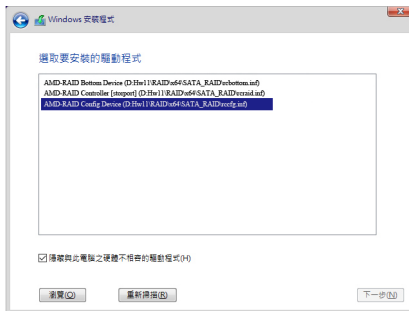 Windows 安裝程式
選取要安裝的驅動程式
AMD-RAID Bottom Device (D:\Hw11\RAID\x64\SATA_RAID\rcbottom.inf)
AMD-RAID Controller [storport] (D:\Hw11\RAID\x64\SATA_RAID\rcraid.inf)
AMD-RAID Config Device (D:\Hw11\RAID\x64\SATA_RAID\rccfg.inf)
隱藏與此電腦之硬體不相容的驅動程式(H)
瀏覽(O) 重新掃描(R) 下一步(N)